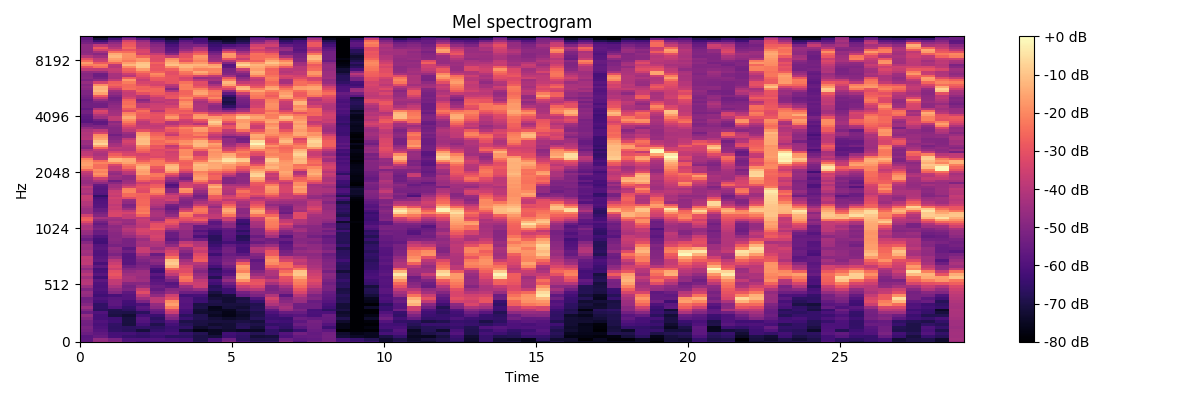 Mel spectrogram
8192
4096
2048
1024
512
0
Hz
0 5 10 15 20 25
Time
+0 dB
-10 dB
-20 dB
-30 dB
-40 dB
-50 dB
-60 dB
-70 dB
-80 dB